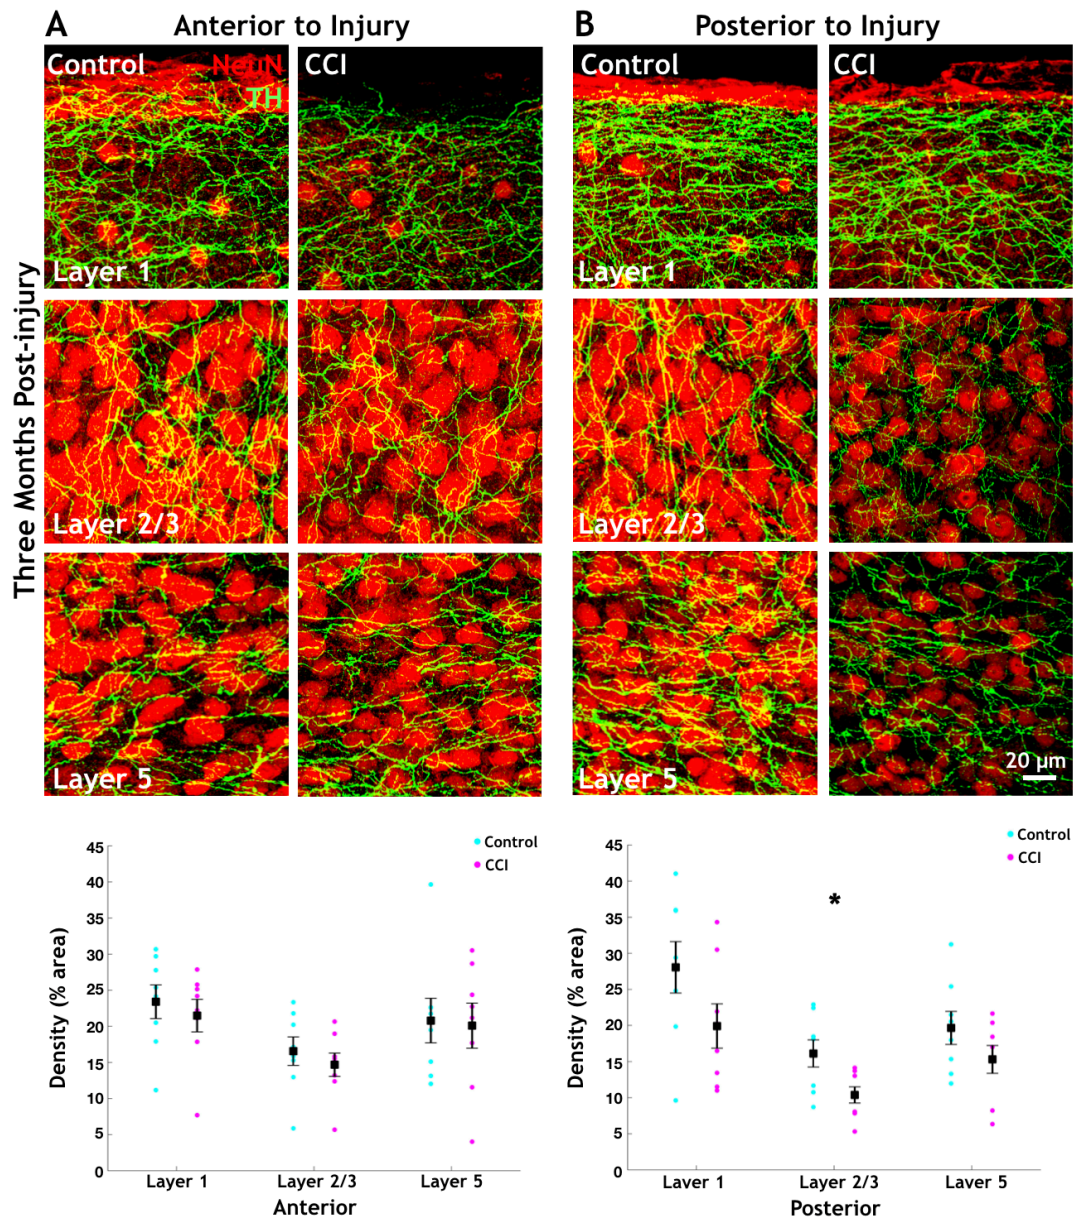 A Anterior to Injury
B Posterior to Injury
Control NeuN
TH
CCI
Control
CCI
Layer 1
Layer 1
Three Months Post-injury
Layer 2/3
Layer 2/3
Layer 5
Layer 5
20 µm
Control
CCI
Density (% area)
45
40
35
30
25
20
15
10
5
0
Layer 1 Layer 2/3 Layer 5
Anterior
Control
CCI
*
Density (% area)
45
40
35
30
25
20
15
10
5
0
Layer 1 Layer 2/3 Layer 5
Posterior